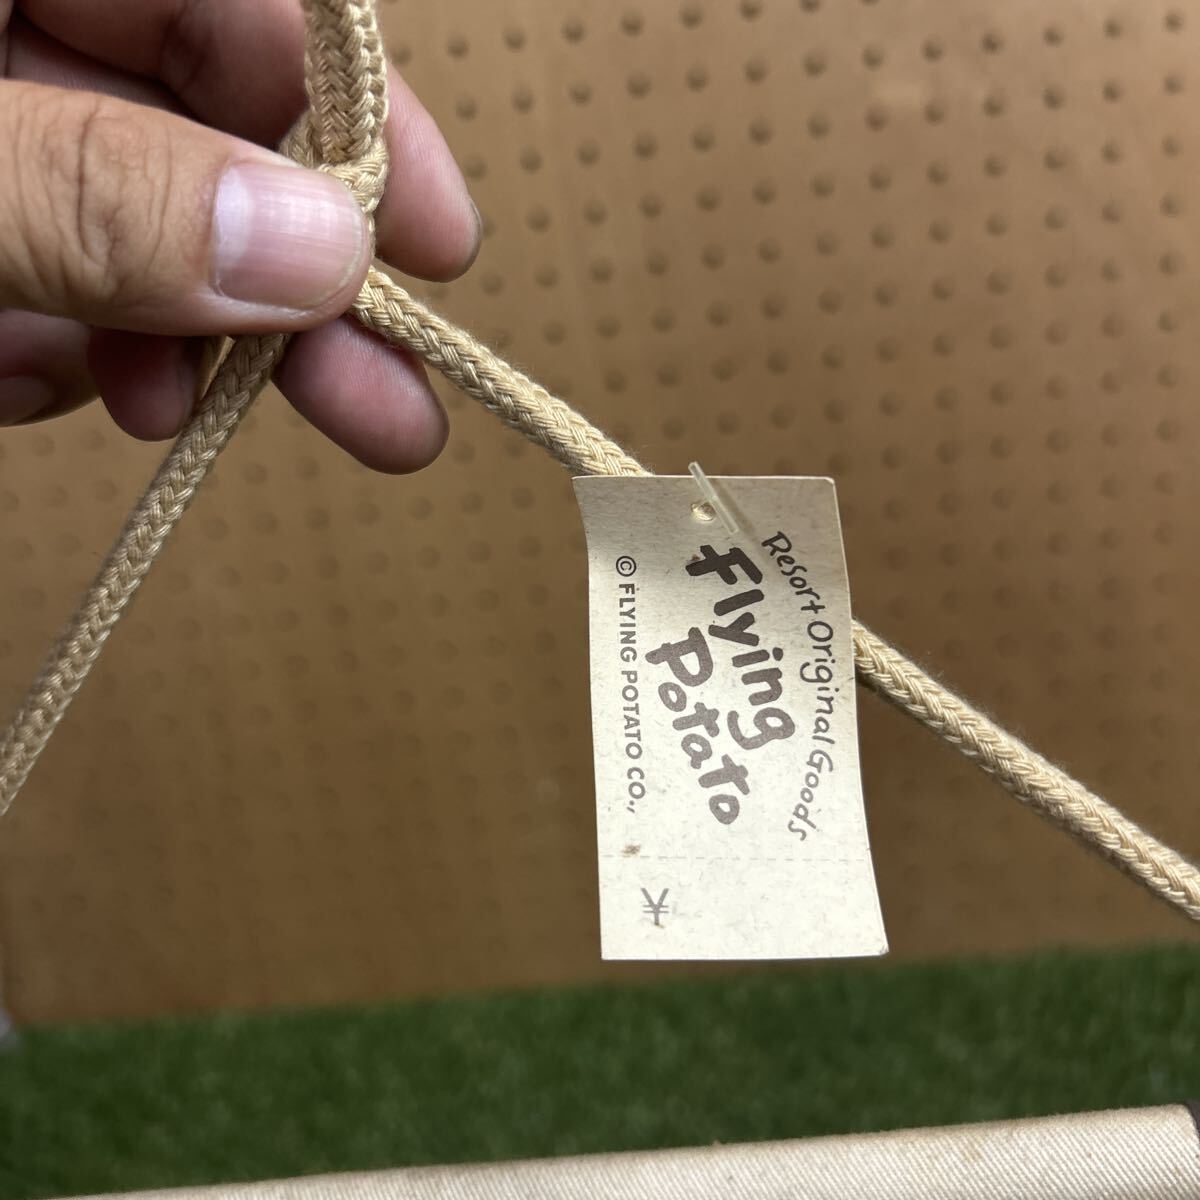 Resort Original Goods
Flying
Potato
© FLYING POTATO CO.,
¥